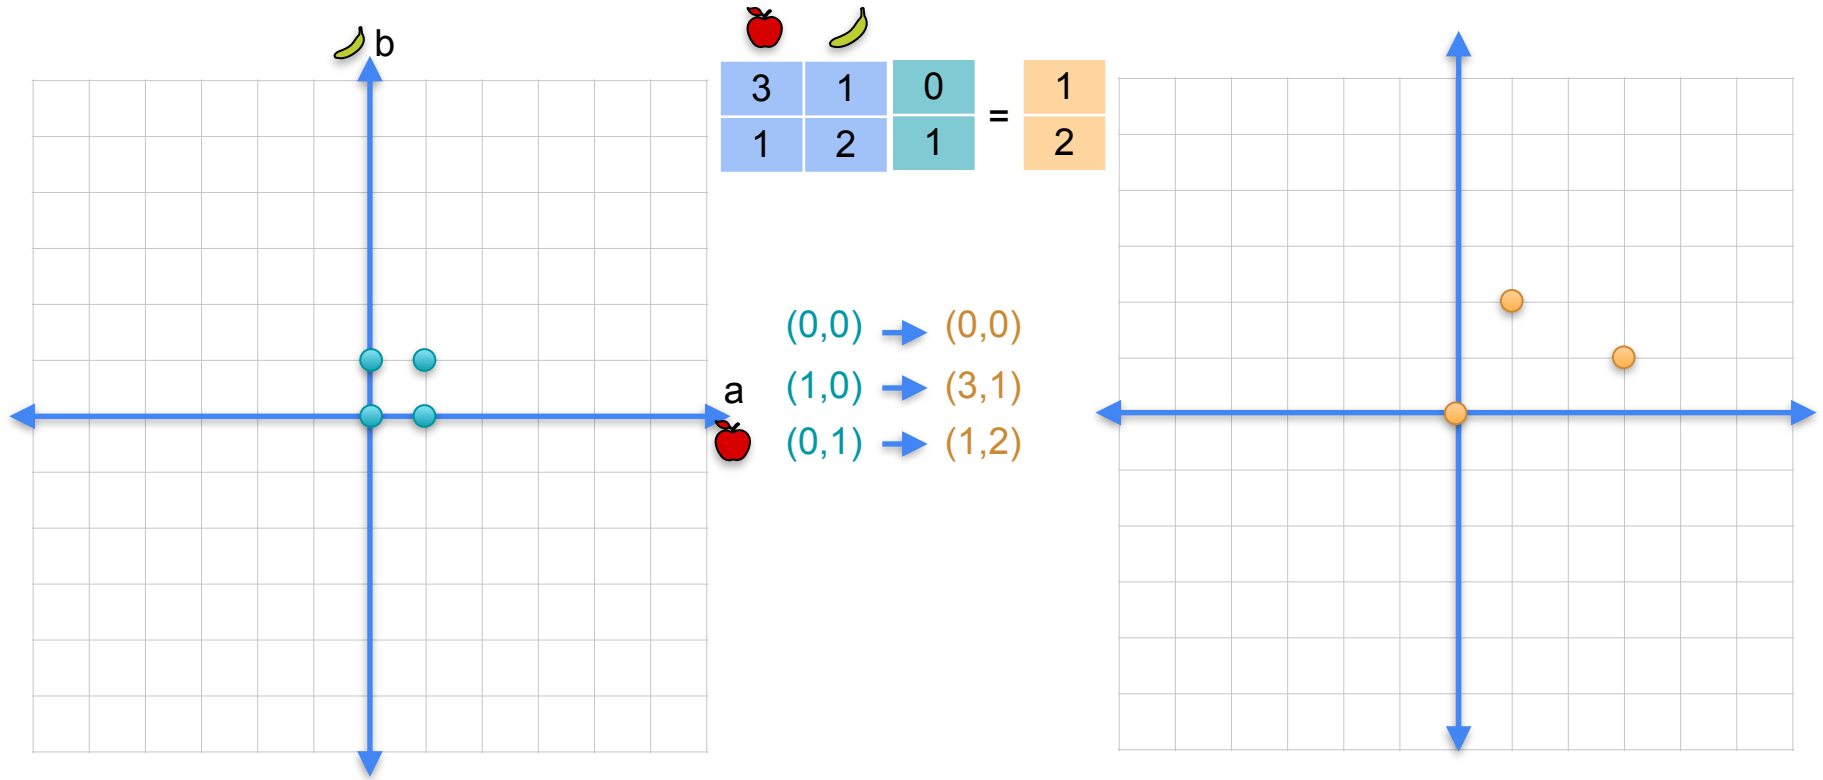 b
3 1 0 = 1
1 2 1 2
(0,0) (0,0)
a
(1,0) (3,1)
(0,1) (1,2)